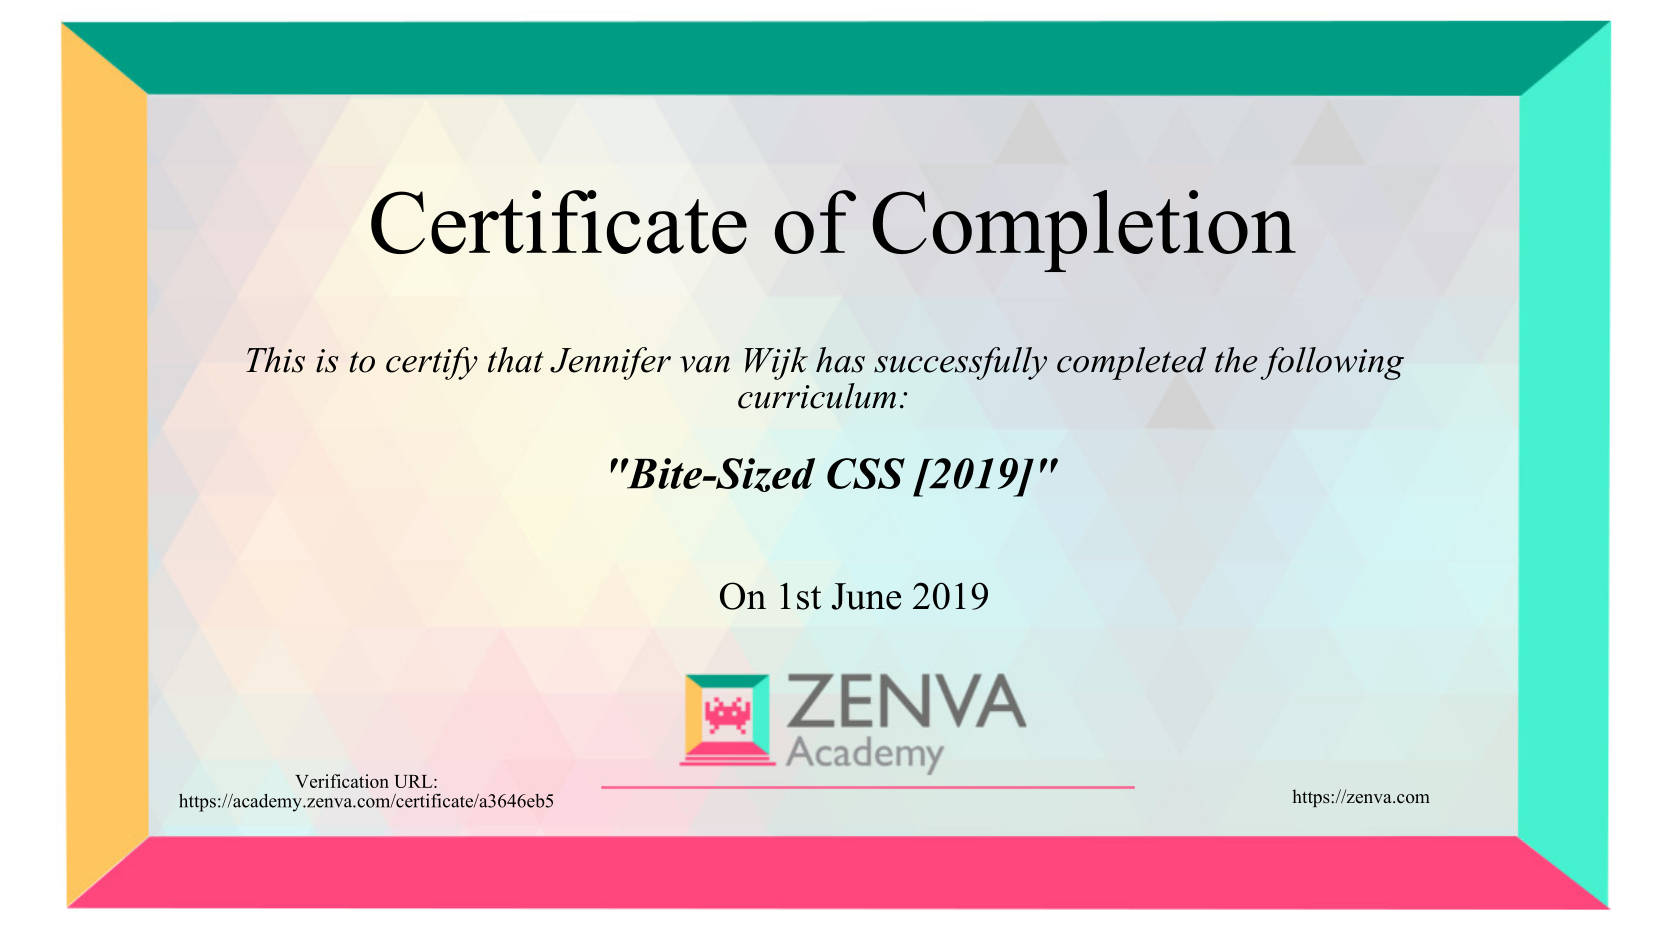 Certificate of Completion
This is to certify that Jennifer van Wijk has successfully completed the following
curriculum:
"Bite-Sized CSS [2019]"
On 1st June 2019
ZENVA
Academy
Verification URL:
https://academy.zenva.com/certificate/a3646eb5
https://zenva.com